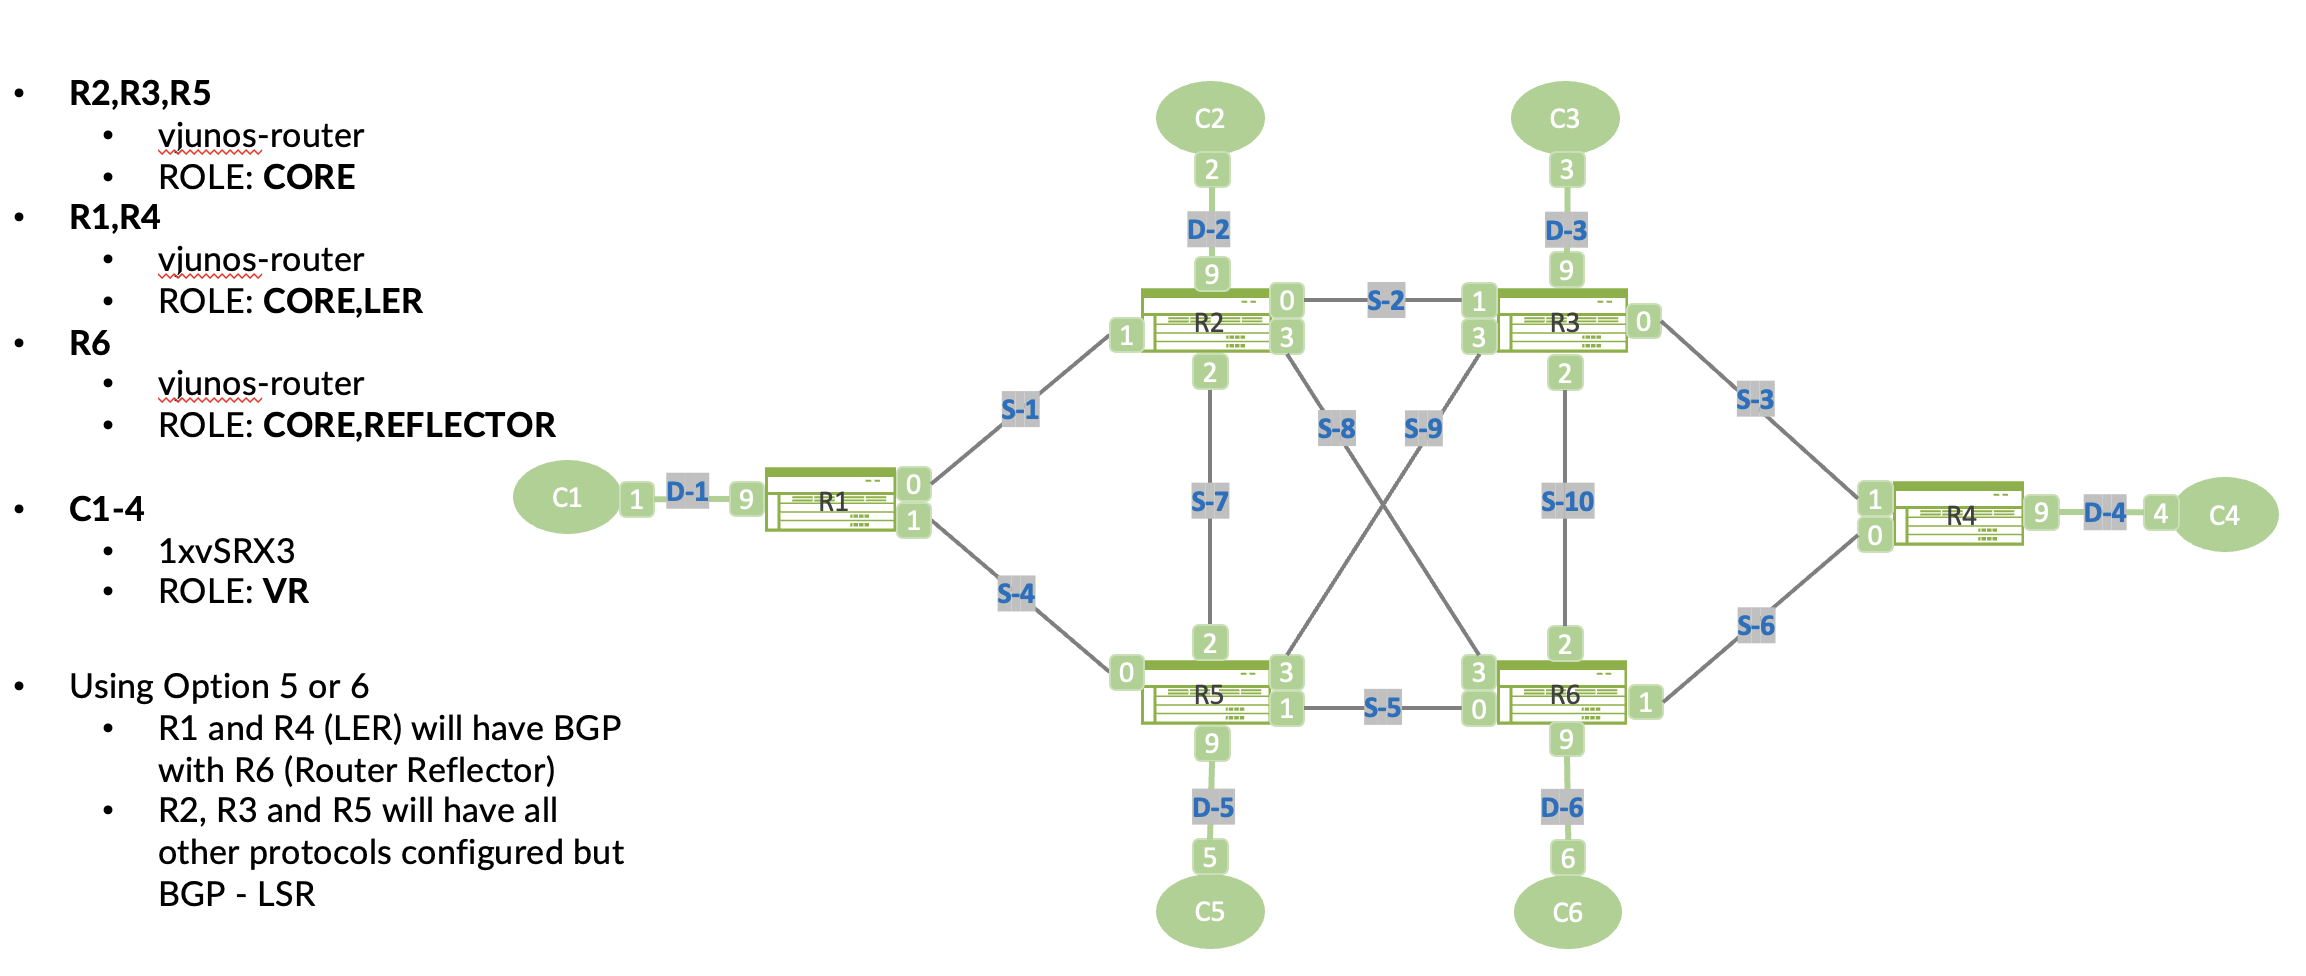 R2,R3,R5
vjunos-router
ROLE: CORE
R1,R4
vjunos-router
ROLE: CORE,LER
R6
vjunos-router
ROLE: CORE,REFLECTOR
C1-4
1xvSRX3
ROLE: VR
Using Option 5 or 6
R1 and R4 (LER) will have BGP
with R6 (Router Reflector)
R2, R3 and R5 will have all
other protocols configured but
BGP - LSR
C2
C3
2
3
D-2
D-3
9
9
R2
0
S-2
1
R3
0
1
3
3
2
2
S-1
S-8
S-9
S-3
C1
1
D-1
9
R1
0
1
S-7
S-10
1
0
R4
9
D-4
4
C4
S-4
S-6
2
2
0
R5
3
3
R6
1
1
S-5
0
9
9
D-5
D-6
5
6
C5
C6